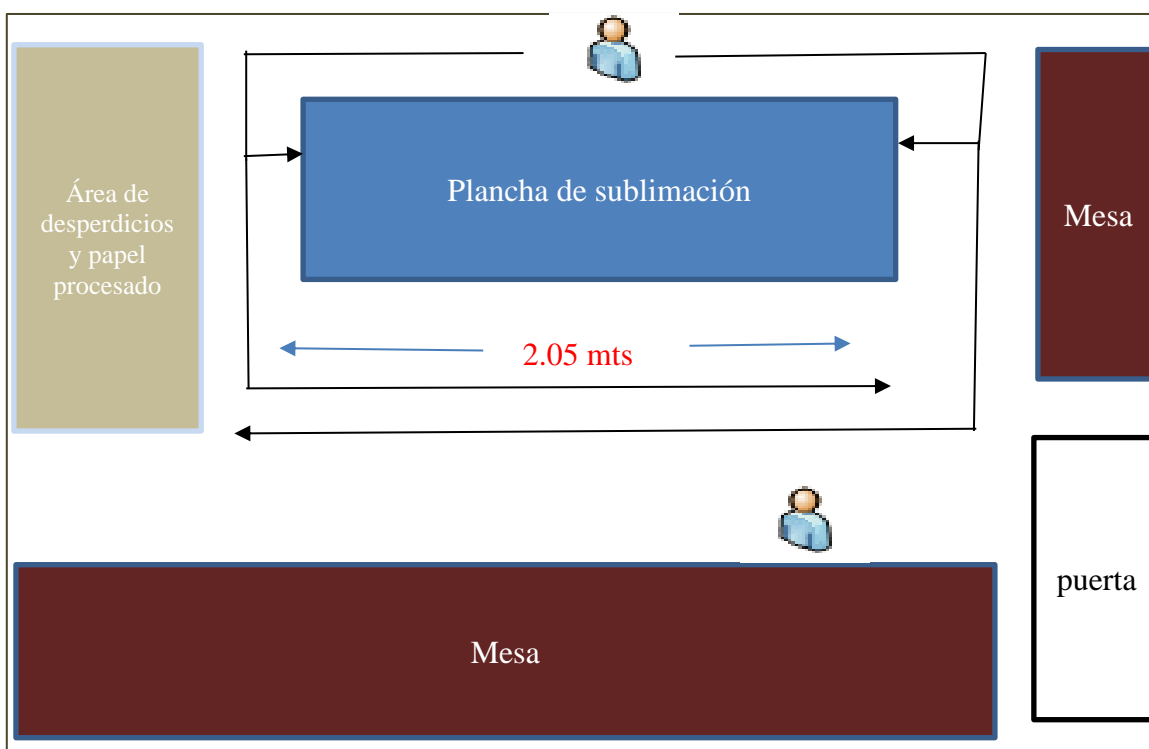 Área de
desperdicios
y papel
procesado
Plancha de sublimación
Mesa
2.05 mts
puerta
Mesa